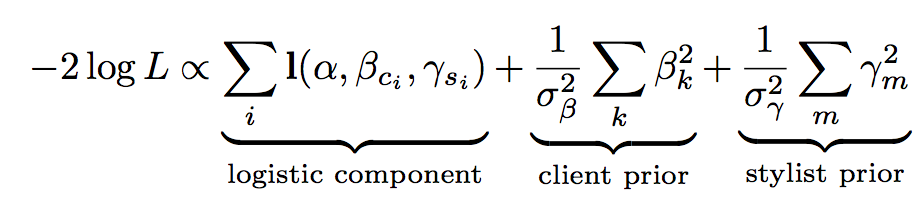 −2 log L ∝ ∑_i l(α, β_{c_i}, γ_{s_i}) + 1/σ_β^2 ∑_k β_k^2 + 1/σ_γ^2 ∑_m γ_m^2
logistic component client prior stylist prior